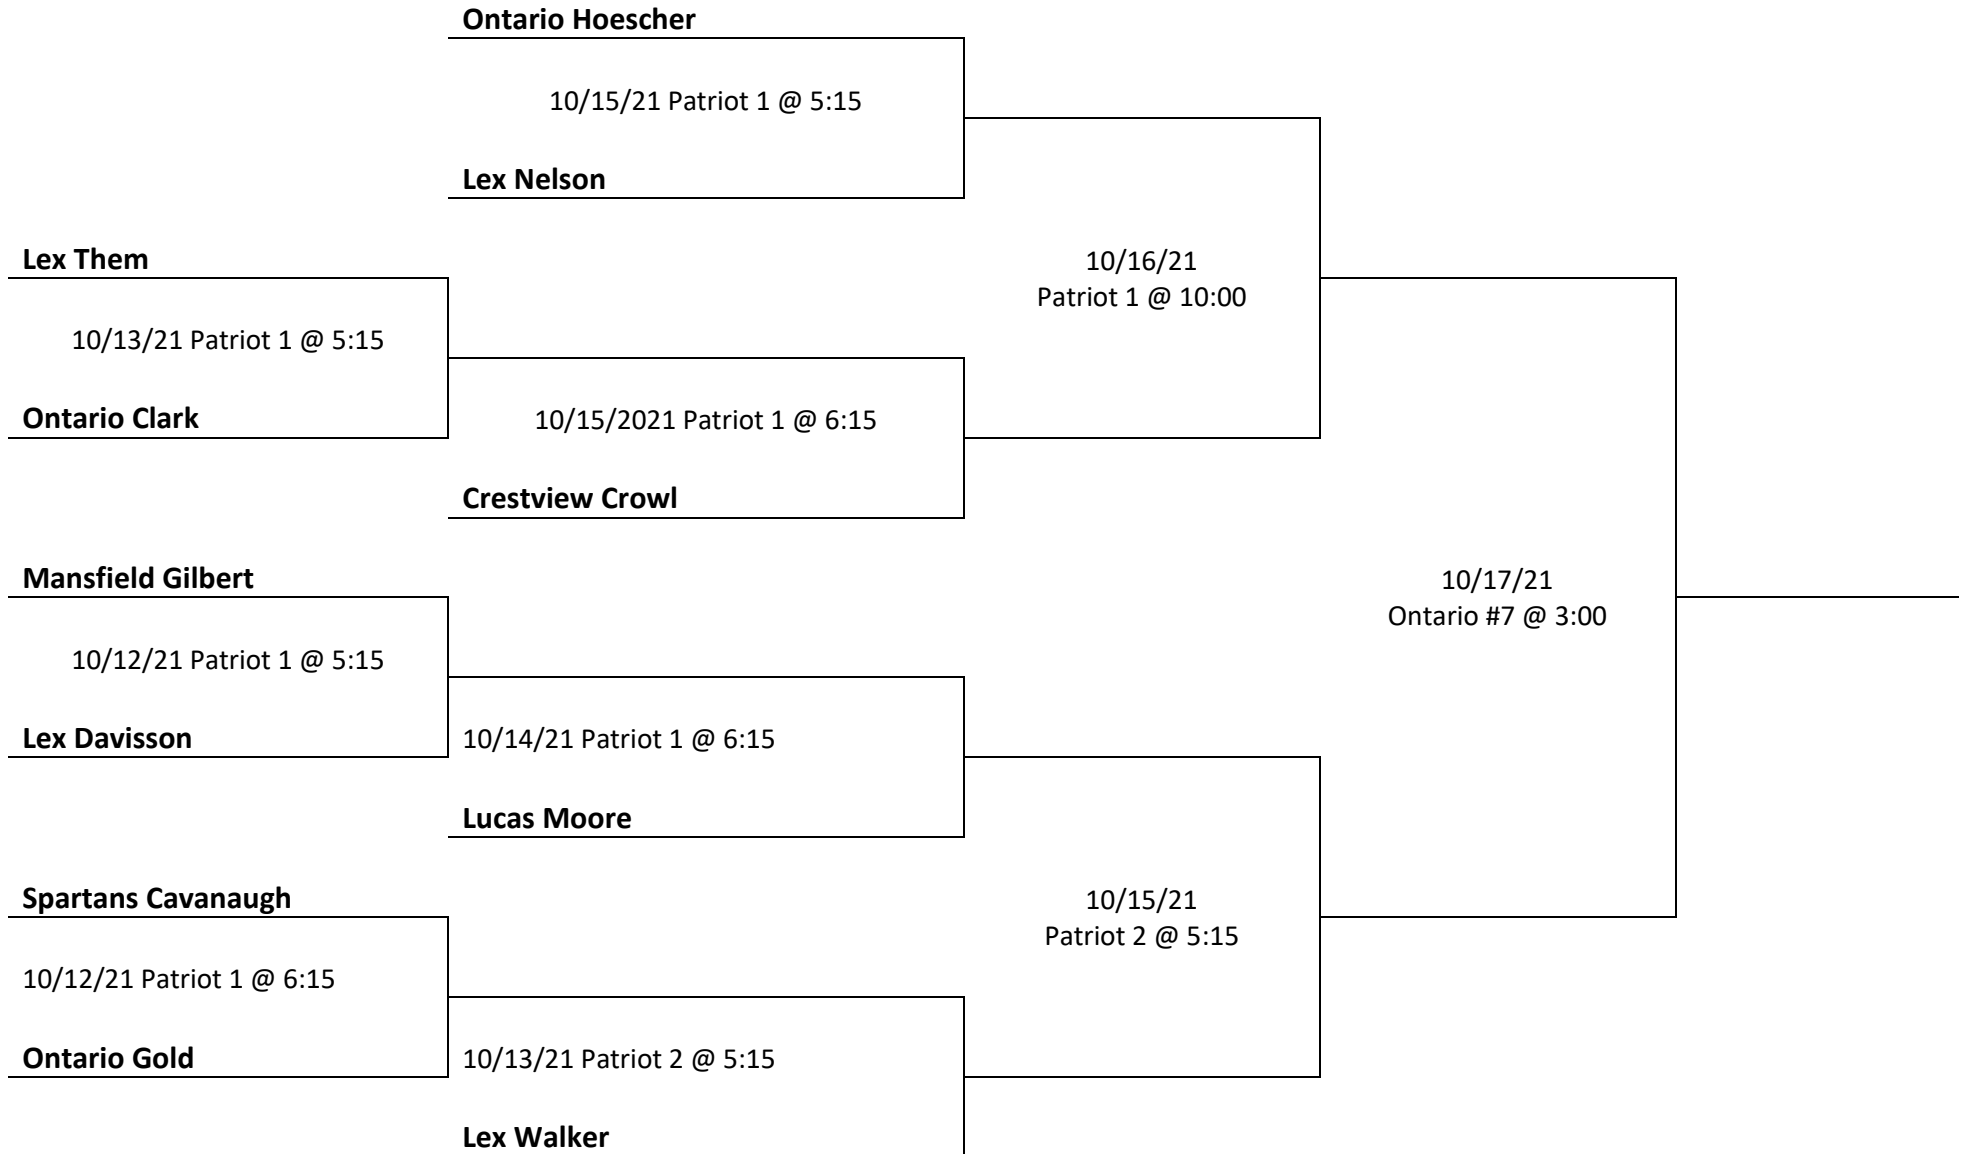 Ontario Hoescher
10/15/21 Patriot 1 @ 5:15
Lex Nelson
Lex Them
10/16/21
Patriot 1 @ 10:00
10/13/21 Patriot 1 @ 5:15
Ontario Clark
10/15/2021 Patriot 1 @ 6:15
Crestview Crowl
Mansfield Gilbert
10/17/21
Ontario #7 @ 3:00
10/12/21 Patriot 1 @ 5:15
Lex Davisson
10/14/21 Patriot 1 @ 6:15
Lucas Moore
Spartans Cavanaugh
10/15/21
Patriot 2 @ 5:15
10/12/21 Patriot 1 @ 6:15
Ontario Gold
10/13/21 Patriot 2 @ 5:15
Lex Walker